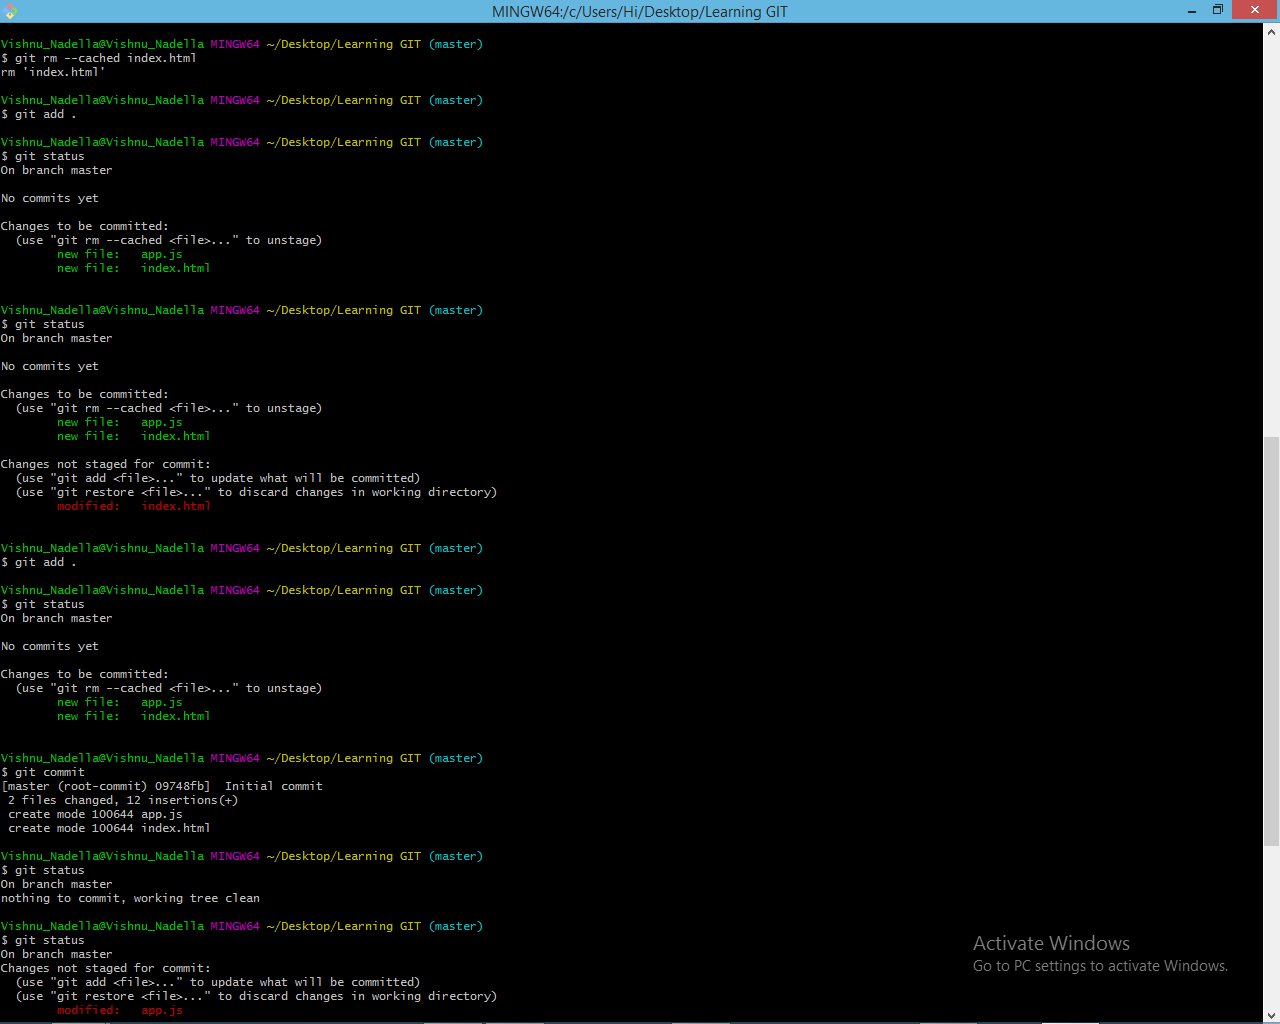 MINGW64:/c/Users/Hi/Desktop/Learning GIT
Vishnu_Nadella@Vishnu_Nadella MINGW64 ~/Desktop/Learning GIT (master)
$ git rm --cached index.html
rm 'index.html'
Vishnu_Nadella@Vishnu_Nadella MINGW64 ~/Desktop/Learning GIT (master)
$ git add .
Vishnu_Nadella@Vishnu_Nadella MINGW64 ~/Desktop/Learning GIT (master)
$ git status
On branch master
No commits yet
Changes to be committed:
  (use "git rm --cached <file>..." to unstage)
        new file:   app.js
        new file:   index.html
Vishnu_Nadella@Vishnu_Nadella MINGW64 ~/Desktop/Learning GIT (master)
$ git status
On branch master
No commits yet
Changes to be committed:
  (use "git rm --cached <file>..." to unstage)
        new file:   app.js
        new file:   index.html
Changes not staged for commit:
  (use "git add <file>..." to update what will be committed)
  (use "git restore <file>..." to discard changes in working directory)
        modified:   index.html
Vishnu_Nadella@Vishnu_Nadella MINGW64 ~/Desktop/Learning GIT (master)
$ git add .
Vishnu_Nadella@Vishnu_Nadella MINGW64 ~/Desktop/Learning GIT (master)
$ git status
On branch master
No commits yet
Changes to be committed:
  (use "git rm --cached <file>..." to unstage)
        new file:   app.js
        new file:   index.html
Vishnu_Nadella@Vishnu_Nadella MINGW64 ~/Desktop/Learning GIT (master)
$ git commit
[master (root-commit) 09748fb]  Initial commit
 2 files changed, 12 insertions(+)
 create mode 100644 app.js
 create mode 100644 index.html
Vishnu_Nadella@Vishnu_Nadella MINGW64 ~/Desktop/Learning GIT (master)
$ git status
On branch master
nothing to commit, working tree clean
Vishnu_Nadella@Vishnu_Nadella MINGW64 ~/Desktop/Learning GIT (master)
$ git status
On branch master
Changes not staged for commit:
  (use "git add <file>..." to update what will be committed)
  (use "git restore <file>..." to discard changes in working directory)
        modified:   app.js
Activate Windows
Go to PC settings to activate Windows.